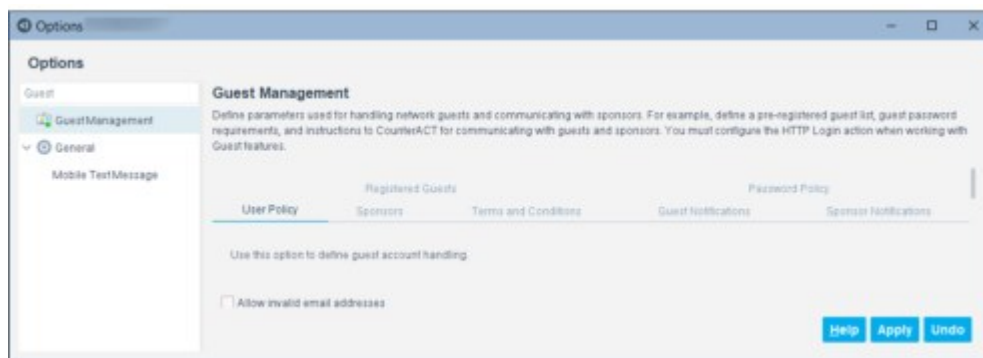 Options
Options
Guest
Guest Management
General
Mobile Text Message
Guest Management
Define parameters used for handling network guests and communicating with sponsors. For example, define a pre-registered guest list, guest password
requirements, and instructions to CounterACT for communicating with guests and sponsors. You must configure the HTTP Login action when working with
Guest features.
Registered Guests Password Policy
User Policy Sponsors Terms and Conditions Guest Notifications Sponsor Notifications
Use this option to define guest account handling.
Allow invalid email addresses
Help Apply Undo